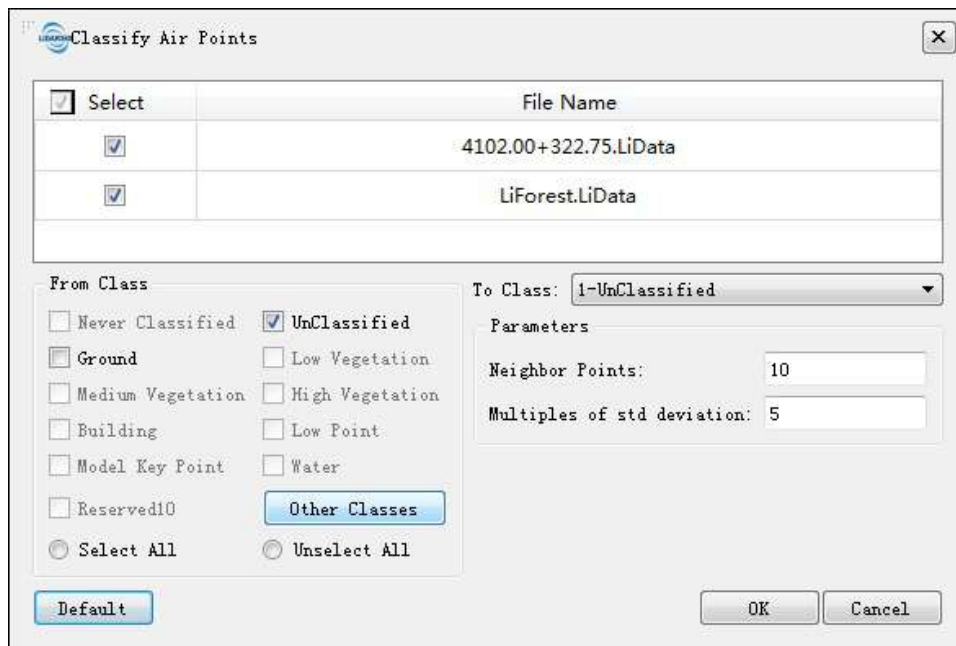 Classify Air Points
Select File Name
4102.00+322.75.LiData
LiForest.LiData
From Class
Never Classified UnClassified
Ground Low Vegetation
Medium Vegetation High Vegetation
Building Low Point
Model Key Point Water
Reserved10 Other Classes
Select All Unselect All
To Class: 1-UnClassified
Parameters
Neighbor Points: 10
Multiples of std deviation: 5
Default OK Cancel